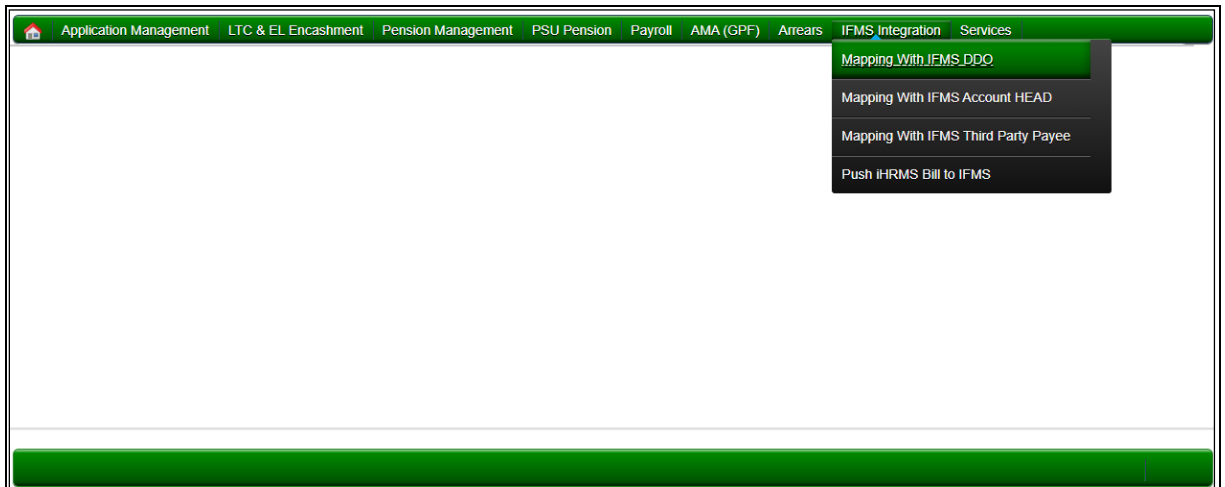 Application Management LTC & EL Encashment Pension Management PSU Pension Payroll AMA (GPF) Arrears IFMS Integration Services
Mapping With IFMS DDO
Mapping With IFMS Account HEAD
Mapping With IFMS Third Party Payee
Push iHRMS Bill to IFMS